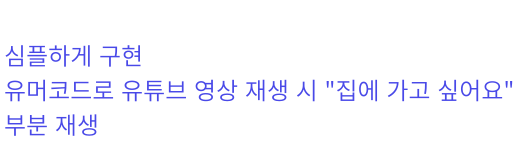 심플하게 구현
유머코드로 유튜브 영상 재생 시 "집에 가고 싶어요"
부분 재생